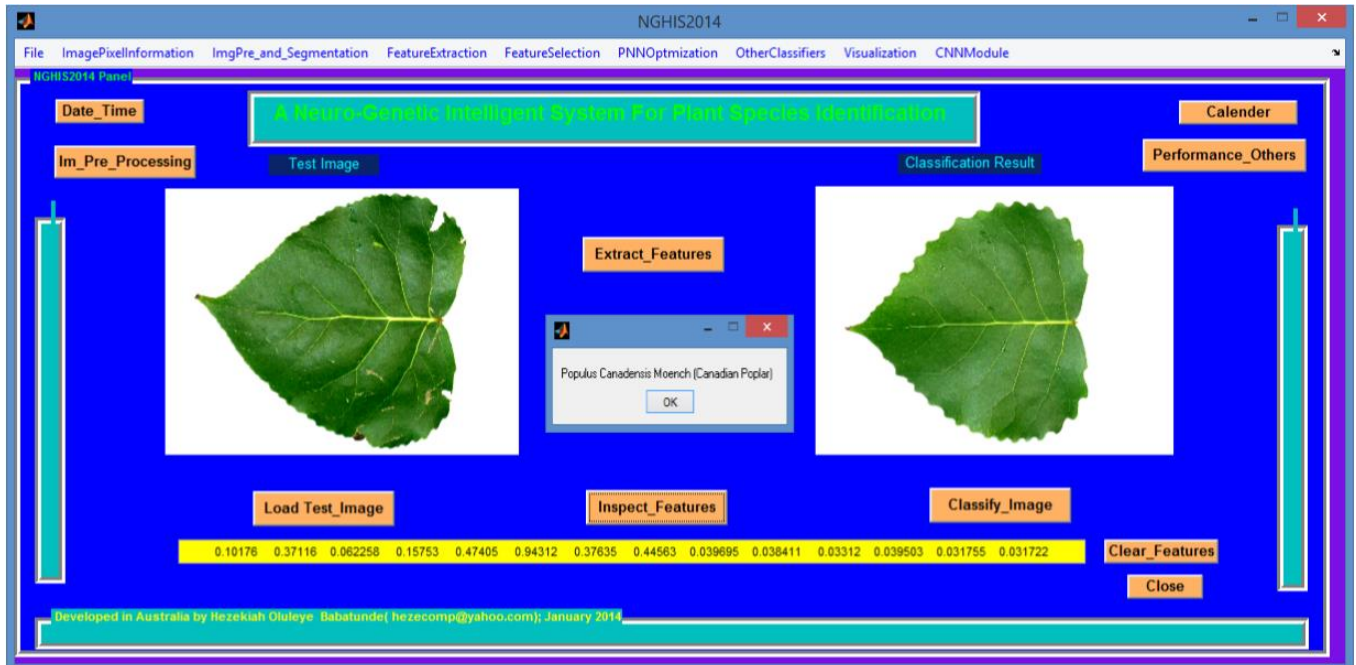 NGHIS2014
File ImagePixelInformation ImgPre_and_Segmentation FeatureExtraction FeatureSelection PNNOptmization OtherClassifiers Visualization CNNModule
NGHIS2014 Panel
Date_Time
A Neuro-Genetic Intelligent System For Plant Species Identification
Calender
Im_Pre_Processing
Test Image
Classification Result
Performance_Others
Extract_Features
Populus Canadensis Moench (Canadian Poplar)
OK
Load Test_Image
Inspect_Features
Classify_Image
0.10176 0.37116 0.062258 0.15753 0.47405 0.94312 0.37635 0.44563 0.039695 0.038411 0.03312 0.039503 0.031755 0.031722
Clear_Features
Close
Developed in Australia by Hezekiah Oluleye Babatunde( hezecomp@yahoo.com); January 2014